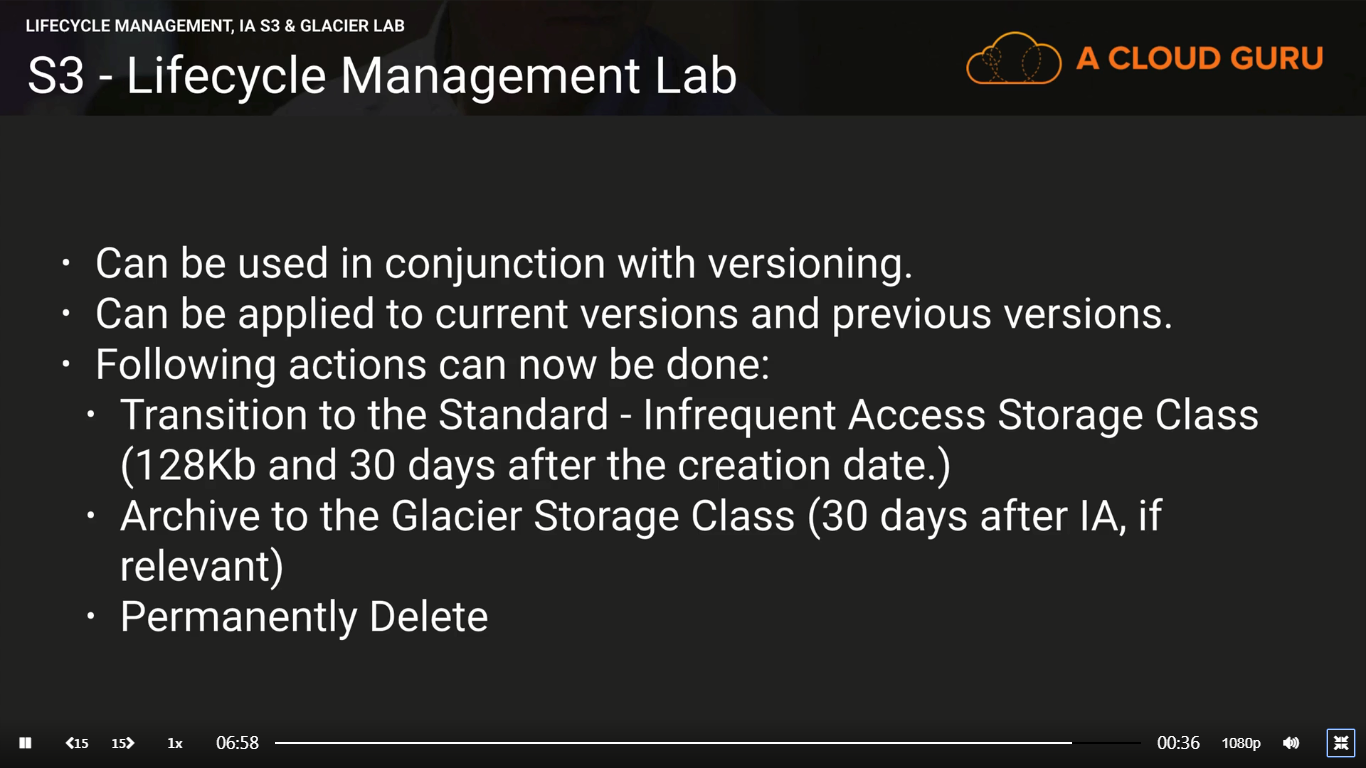 LIFECYCLE MANAGEMENT, IA S3 & GLACIER LAB
S3 - Lifecycle Management Lab
A CLOUD GURU
• Can be used in conjunction with versioning.
• Can be applied to current versions and previous versions.
• Following actions can now be done:
• Transition to the Standard - Infrequent Access Storage Class
(128Kb and 30 days after the creation date.)
• Archive to the Glacier Storage Class (30 days after IA, if
relevant)
• Permanently Delete
15 15 1x 06:58 00:36 1080p